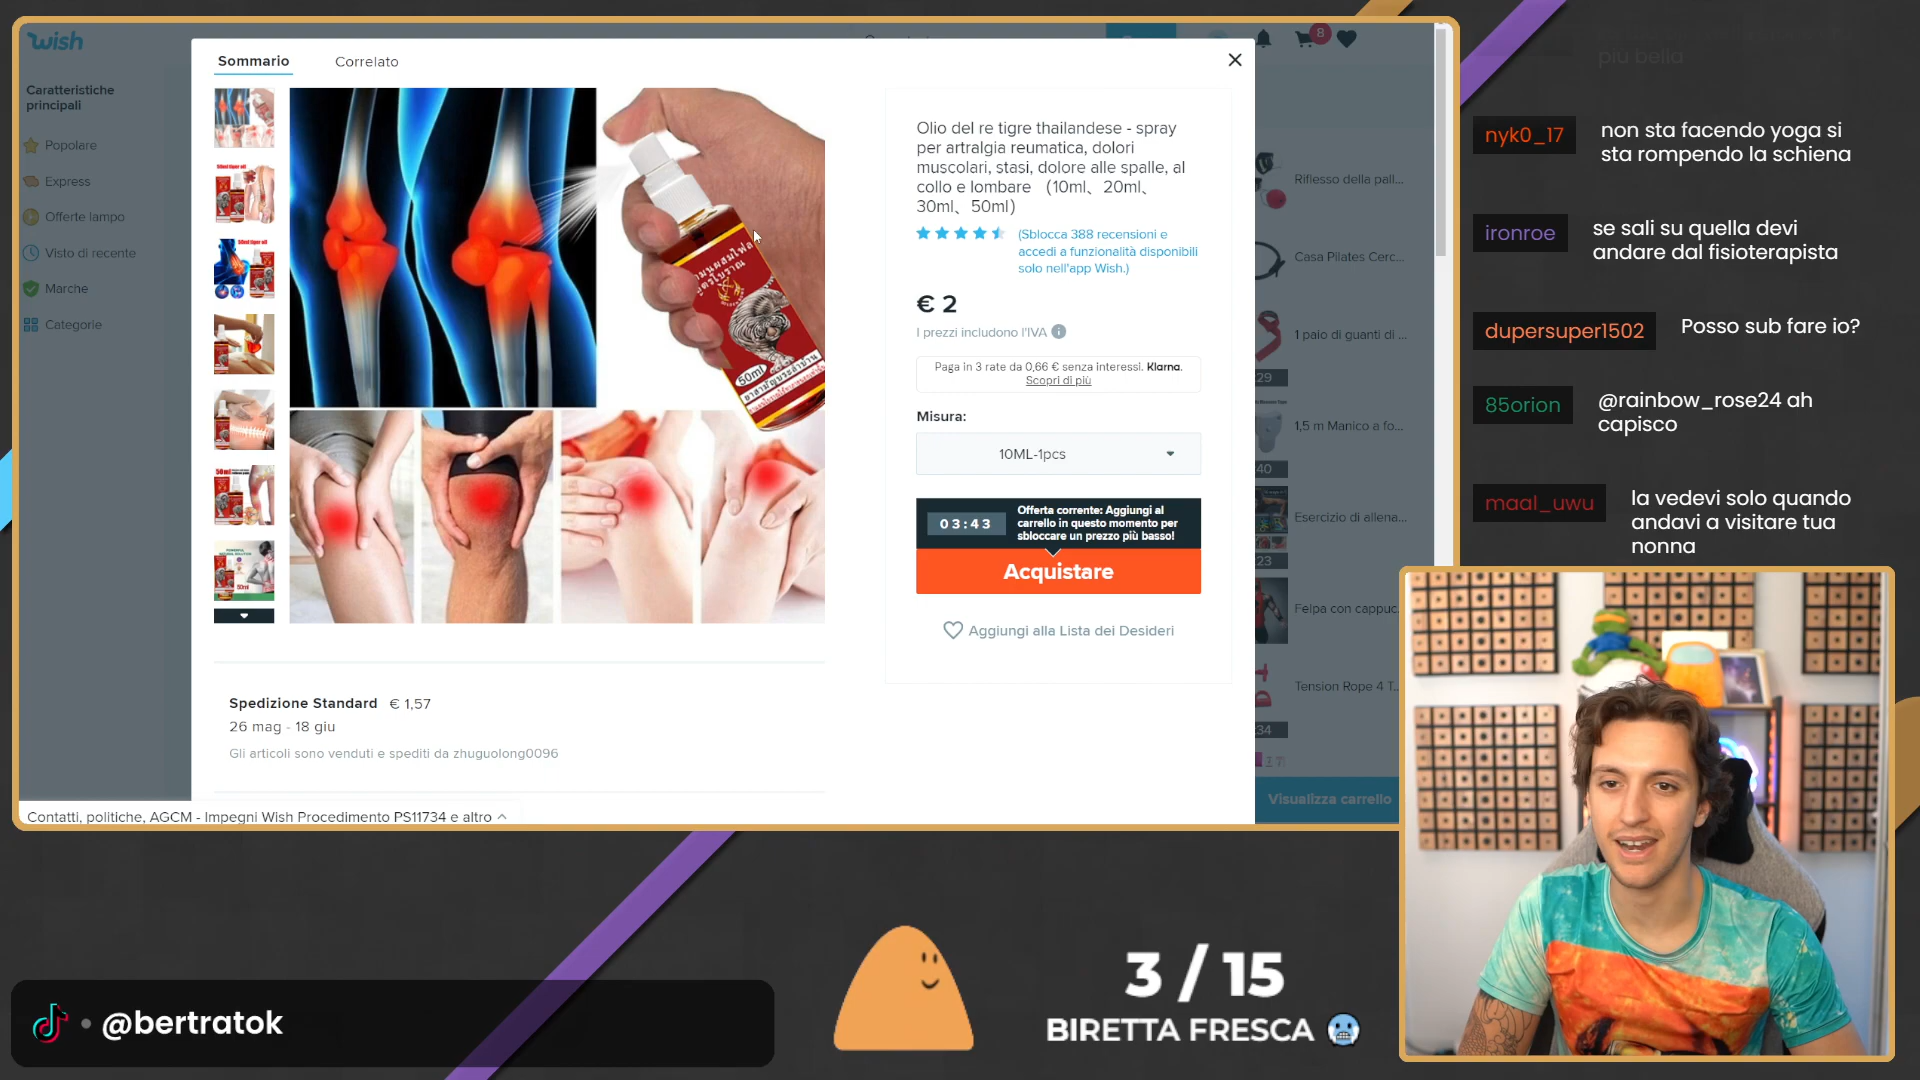 wish
Caratteristiche
principali
Popolare
Express
Offerte lampo
Visto di recente
Marche
Categorie
Sommario
Correlato
50ml
Olio del re tigre thailandese - spray
per artralgia reumatica, dolori
muscolari, stasi, dolore alle spalle, al
collo e lombare （10ml、20ml、
30ml、50ml）
(Sblocca 388 recensioni e
accedi a funzionalità disponibili
solo nell'app Wish.)
€ 2
I prezzi includono l'IVA
Paga in 3 rate da 0,66 € senza interessi. Klarna.
Scopri di più
Misura:
10ML-1pcs
03:43
Offerta corrente: Aggiungi al
carrello in questo momento per
sbloccare un prezzo più basso!
Acquistare
Aggiungi alla Lista dei Desideri
Spedizione Standard € 1,57
26 mag - 18 giu
Gli articoli sono venduti e spediti da zhuguolong0096
Contatti, politiche, AGCM - Impegni Wish Procedimento PS11734 e altro
8
Riflesso della pall...
Casa Pilates Cerc...
1 paio di guanti di ...
29
1,5 m Manico a fo...
40
Esercizio di allena...
23
Felpa con cappuc...
Tension Rope 4 T...
34
Visualizza carrello
più bella
nyk0_17 non sta facendo yoga si
sta rompendo la schiena
ironroe se sali su quella devi
andare dal fisioterapista
dupersuper1502 Posso sub fare io?
85orion @rainbow_rose24 ah
capisco
maal_uwu la vedevi solo quando
andavi a visitare tua
nonna
@bertratok
3 / 15
BIRETTA FRESCA